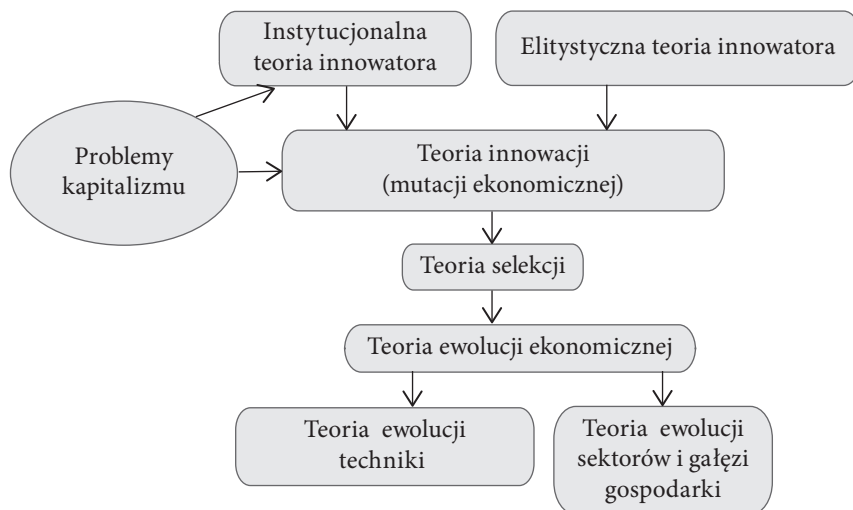 Instytucjonalna
teoria innowatora
Elitystyczna teoria innowatora
Problemy
kapitalizmu
Teoria innowacji
(mutacji ekonomicznej)
Teoria selekcji
Teoria ewolucji ekonomicznej
Teoria ewolucji
techniki
Teoria ewolucji
sektorów i gałęzi
gospodarki